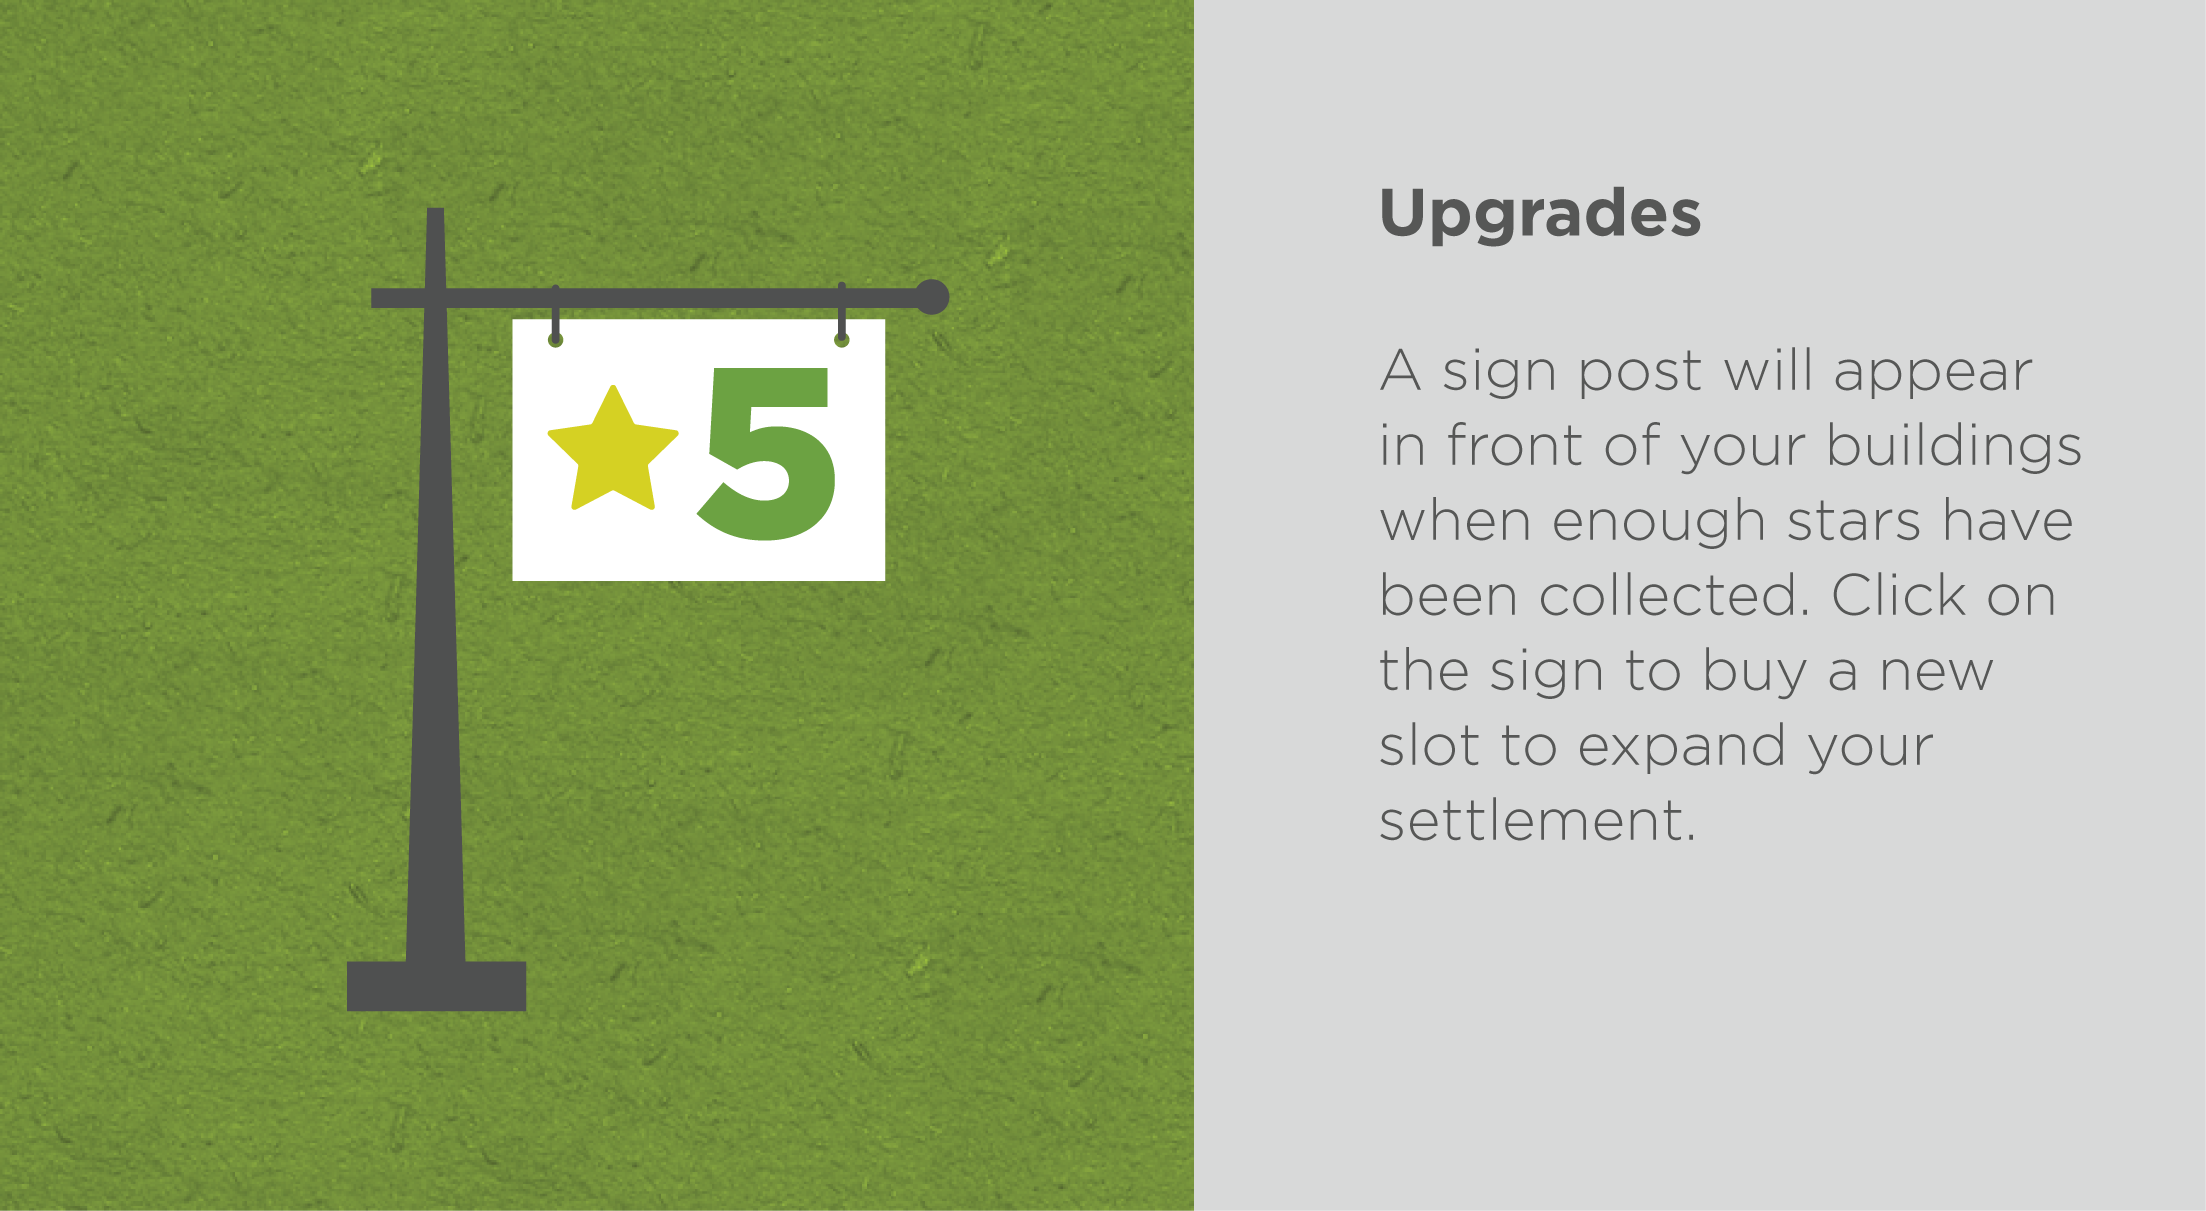 5
Upgrades
A sign post will appear
in front of your buildings
when enough stars have
been collected. Click on
the sign to buy a new
slot to expand your
settlement.